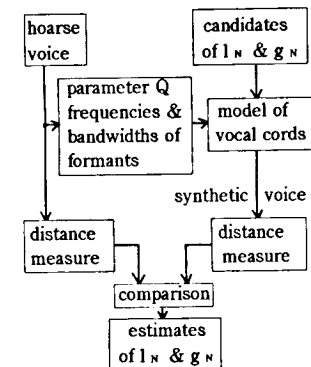 hoarse
voice
candidates
of l N & g N
parameter Q
frequencies &
bandwidths of
formants
model of
vocal cords
synthetic voice
distance
measure
distance
measure
comparison
estimates
of l N & g N